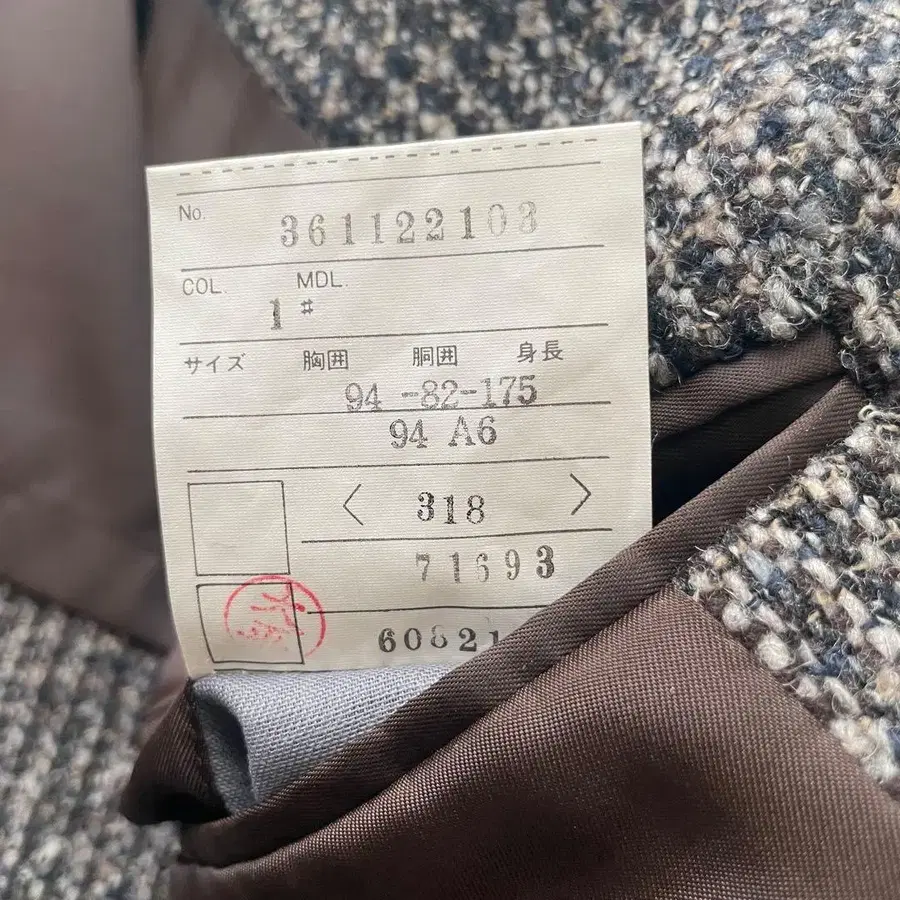 No. 361122103
COL. MDL.
1 #
サイズ 胸囲 胴囲 身長
94 -82-175
94 A6
〈 318 〉
71693
60821